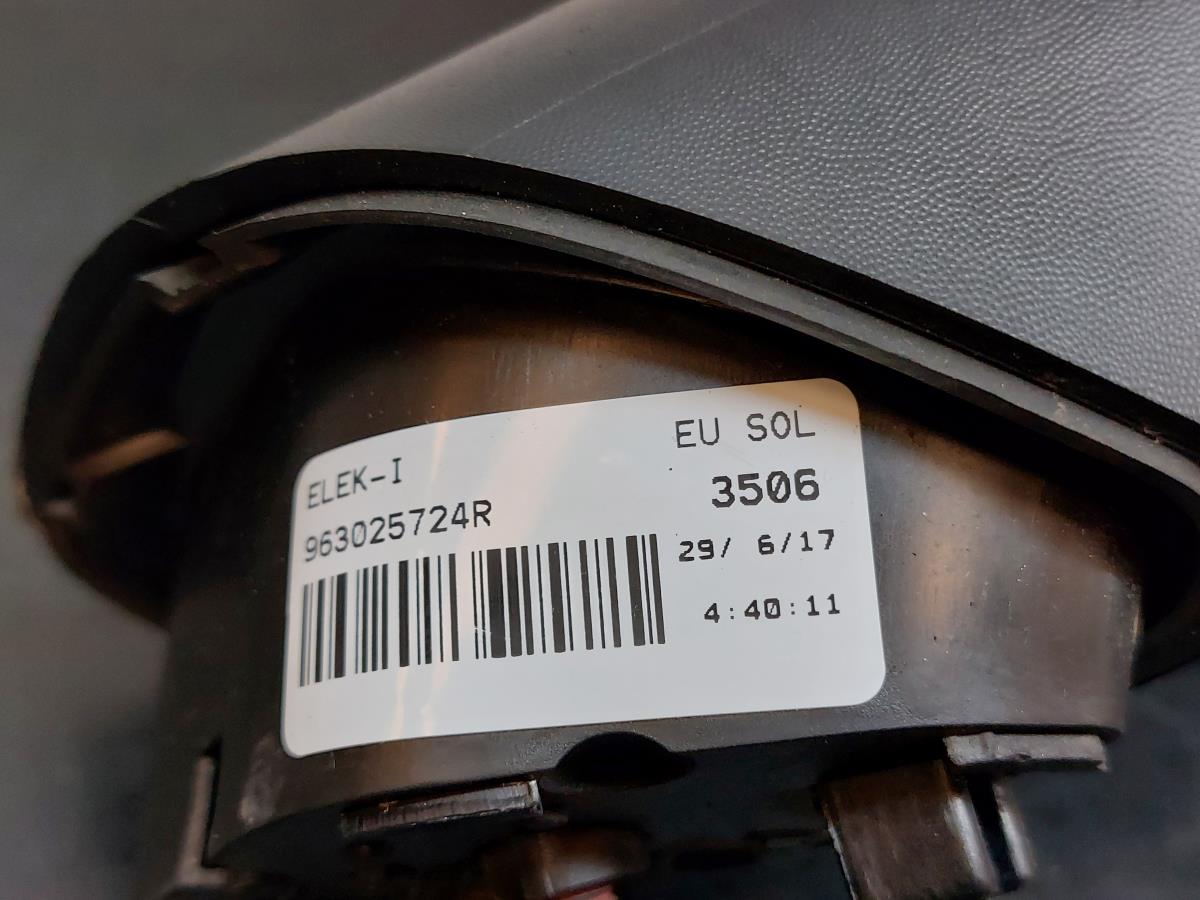 EU SOL
ELEK-I
3506
963025724R
29/ 6/17
4:40:11